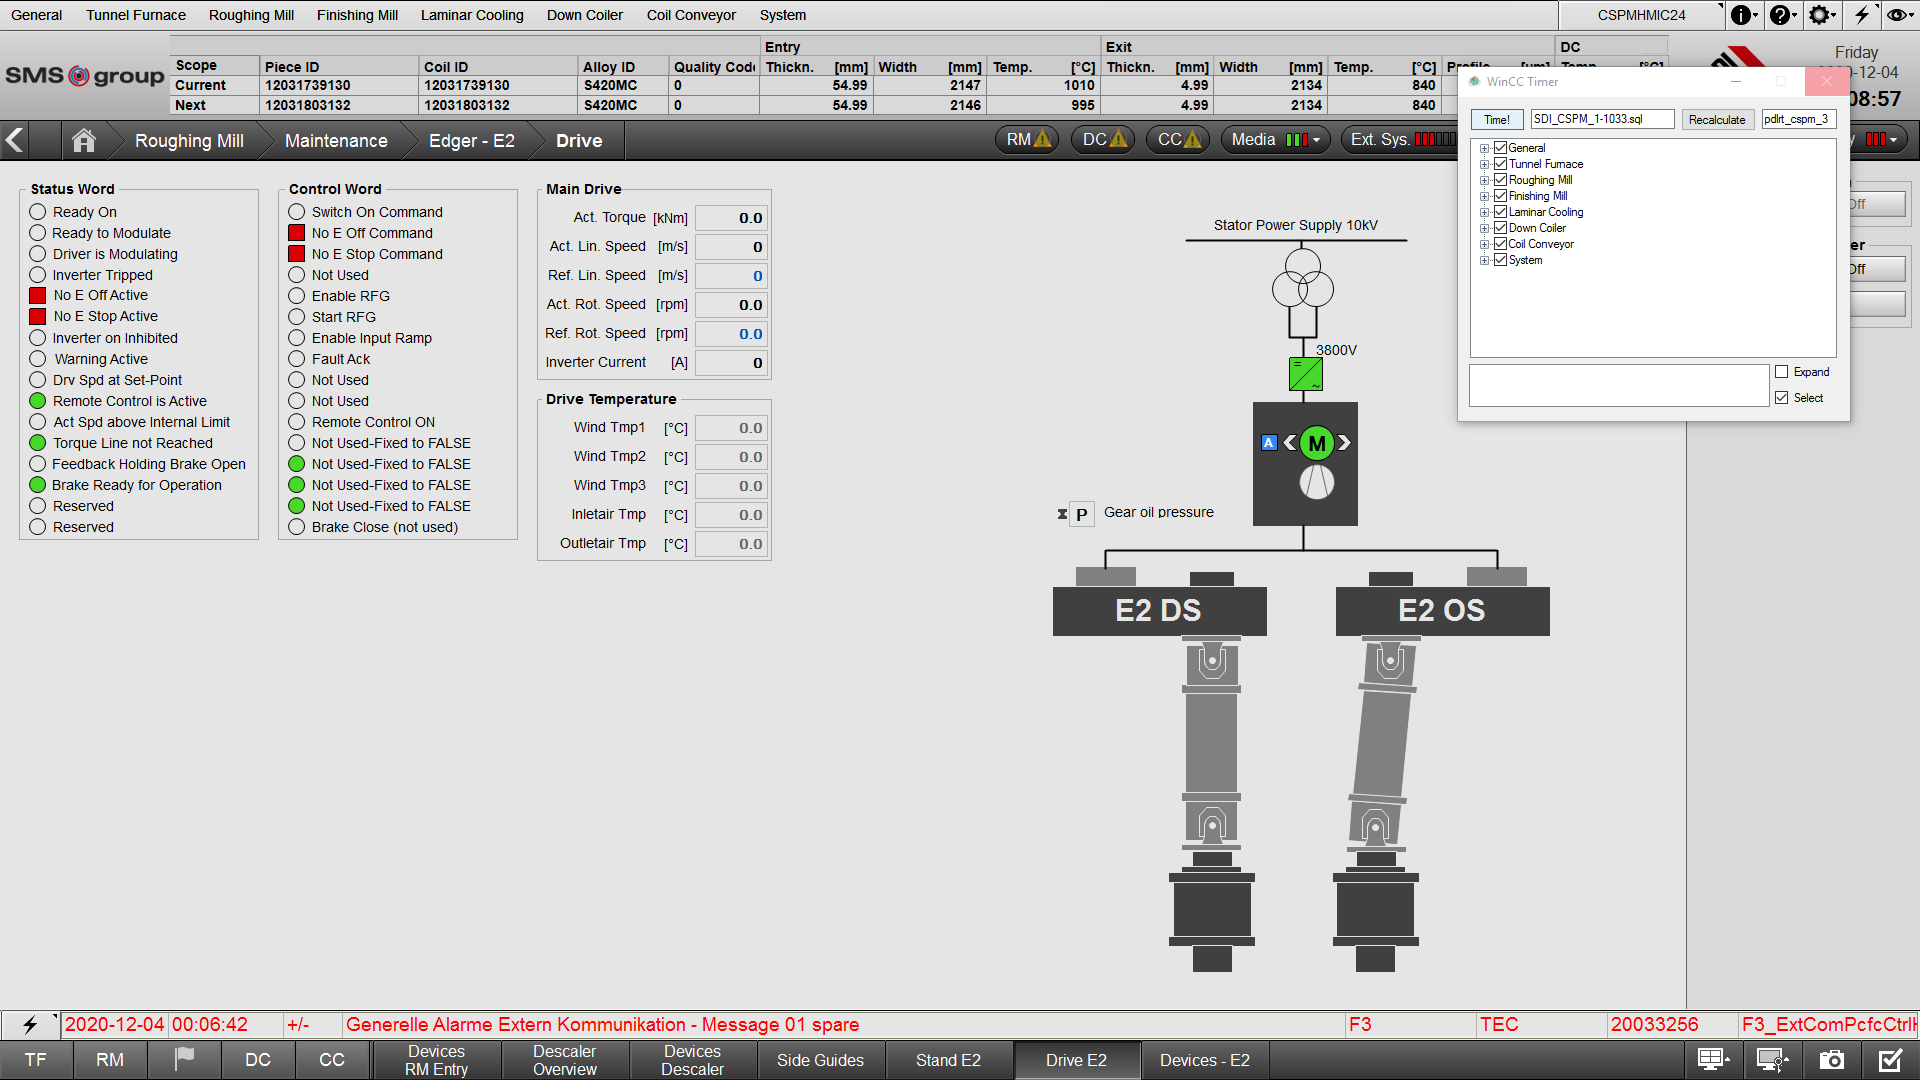 General Tunnel Furnace Roughing Mill Finishing Mill Laminar Cooling Down Coiler Coil Conveyor System CSPMHMIC24
SMS group
Entry Exit DC
Scope Piece ID Coil ID Alloy ID Quality Code Thickn. [mm] Width [mm] Temp. [°C] Thickn. [mm] Width [mm] Temp. [°C]
Current 12031739130 12031739130 S420MC 0 54.99 2147 1010 4.99 2134 840
Next 12031803132 12031803132 S420MC 0 54.99 2146 995 4.99 2134 840
Friday
-12-04
08:57
Roughing Mill Maintenance Edger - E2 Drive RM DC CC Media Ext. Sys.
WinCC Timer
Time! SDI_CSPM_1-1033.sql Recalculate pdlrt_cspm_3
General
Tunnel Furnace
Roughing Mill
Finishing Mill
Laminar Cooling
Down Coiler
Coil Conveyor
System
Expand
Select
Off
er
Off
Status Word
Ready On
Ready to Modulate
Driver is Modulating
Inverter Tripped
No E Off Active
No E Stop Active
Inverter on Inhibited
Warning Active
Drv Spd at Set-Point
Remote Control is Active
Act Spd above Internal Limit
Torque Line not Reached
Feedback Holding Brake Open
Brake Ready for Operation
Reserved
Reserved
Control Word
Switch On Command
No E Off Command
No E Stop Command
Not Used
Enable RFG
Start RFG
Enable Input Ramp
Fault Ack
Not Used
Not Used
Remote Control ON
Not Used-Fixed to FALSE
Not Used-Fixed to FALSE
Not Used-Fixed to FALSE
Not Used-Fixed to FALSE
Brake Close (not used)
Main Drive
Act. Torque [kNm] 0.0
Act. Lin. Speed [m/s] 0
Ref. Lin. Speed [m/s] 0
Act. Rot. Speed [rpm] 0.0
Ref. Rot. Speed [rpm] 0.0
Inverter Current [A] 0
Drive Temperature
Wind Tmp1 [°C] 0.0
Wind Tmp2 [°C] 0.0
Wind Tmp3 [°C] 0.0
Inletair Tmp [°C] 0.0
Outletair Tmp [°C] 0.0
Stator Power Supply 10kV
3800V
A M
P Gear oil pressure
E2 DS E2 OS
2020-12-04 00:06:42 +/- Generelle Alarme Extern Kommunikation - Message 01 spare F3 TEC 20033256 F3_ExtComPcfcCtrl
TF RM DC CC Devices RM Entry Descaler Overview Devices Descaler Side Guides Stand E2 Drive E2 Devices - E2